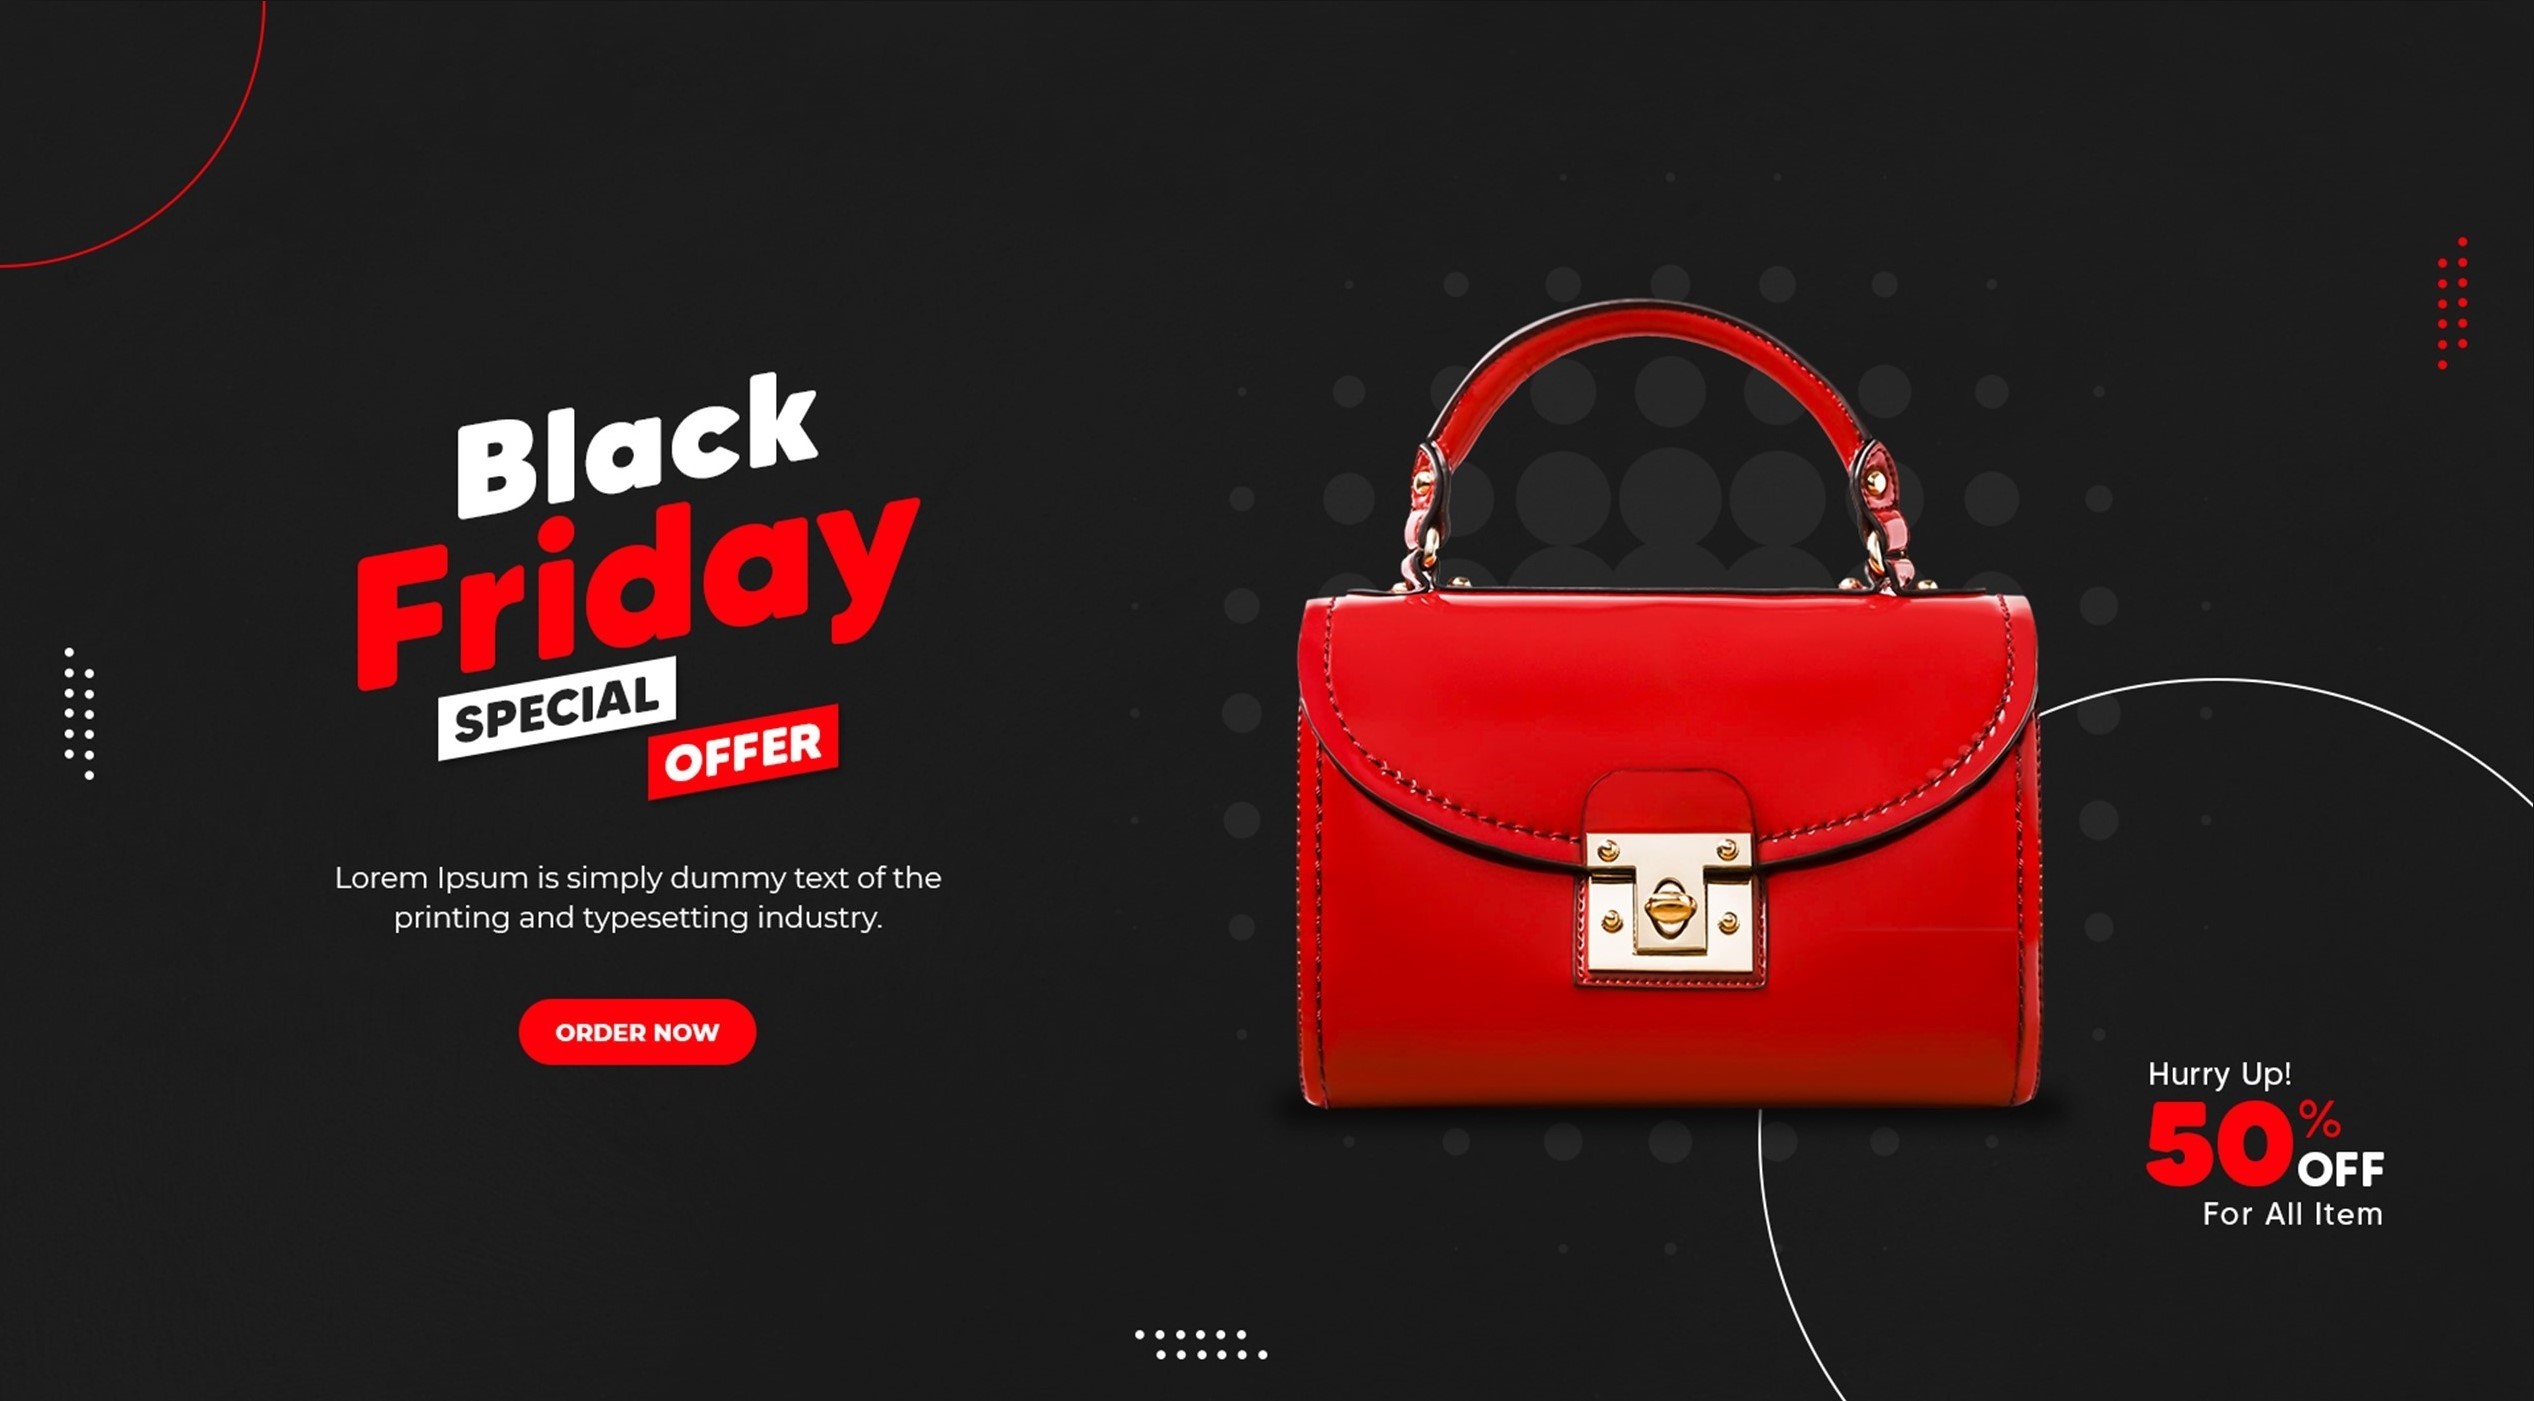 Black
Friday
SPECIAL
OFFER
Lorem Ipsum is simply dummy text of the
printing and typesetting industry.
ORDER NOW
Hurry Up!
50%
OFF
For All Item